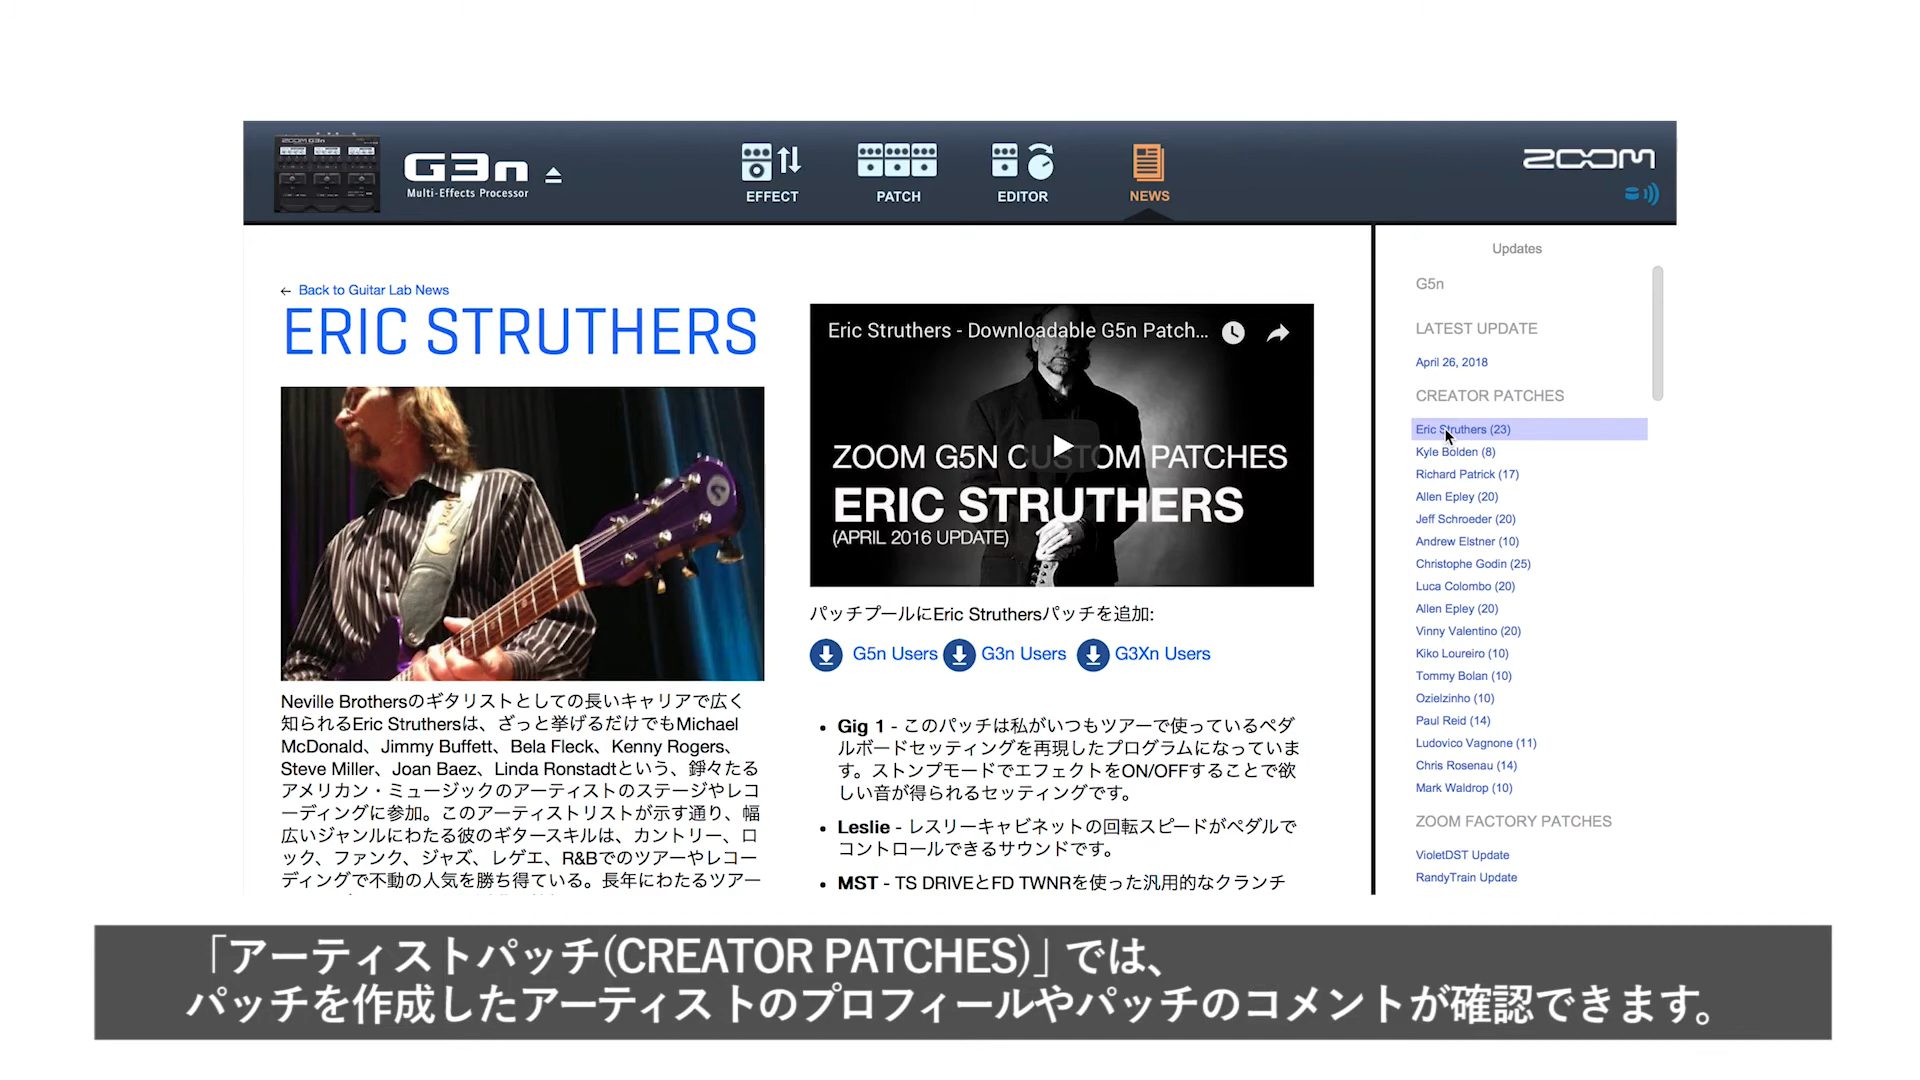 G3n
Multi-Effects Processor
EFFECT
PATCH
EDITOR
NEWS
ZOOM
← Back to Guitar Lab News
ERIC STRUTHERS
Neville Brothersのギタリストとしての長いキャリアで広く
知られるEric Struthersは、ざっと挙げるだけでもMichael
McDonald、Jimmy Buffett、Bela Fleck、Kenny Rogers、
Steve Miller、Joan Baez、Linda Ronstadtという、錚々たる
アメリカン・ミュージックのアーティストのステージやレコ
ーディングに参加。このアーティストリストが示す通り、幅
広いジャンルにわたる彼のギタースキルは、カントリー、ロ
ック、ファンク、ジャズ、レゲエ、R&Bでのツアーやレコー
ディングで不動の人気を勝ち得ている。長年にわたるツアー
Eric Struthers - Downloadable G5n Patch...
ZOOM G5N CUSTOM PATCHES
ERIC STRUTHERS
(APRIL 2016 UPDATE)
パッチプールにEric Struthersパッチを追加:
G5n Users
G3n Users
G3Xn Users
• Gig 1 - このパッチは私がいつもツアーで使っているペダ
ルボードセッティングを再現したプログラムになっていま
す。ストンプモードでエフェクトをON/OFFすることで欲
しい音が得られるセッティングです。
• Leslie - レスリーキャビネットの回転スピードがペダルで
コントロールできるサウンドです。
• MST - TS DRIVEとFD TWNRを使った汎用的なクランチ
Updates
G5n
LATEST UPDATE
April 26, 2018
CREATOR PATCHES
Eric Struthers (23)
Kyle Bolden (8)
Richard Patrick (17)
Allen Epley (20)
Jeff Schroeder (20)
Andrew Elstner (10)
Christophe Godin (25)
Luca Colombo (20)
Allen Epley (20)
Vinny Valentino (20)
Kiko Loureiro (10)
Tommy Bolan (10)
Ozielzinho (10)
Paul Reid (14)
Ludovico Vagnone (11)
Chris Rosenau (14)
Mark Waldrop (10)
ZOOM FACTORY PATCHES
VioletDST Update
RandyTrain Update
「アーティストパッチ(CREATOR PATCHES)」では、
パッチを作成したアーティストのプロフィールやパッチのコメントが確認できます。